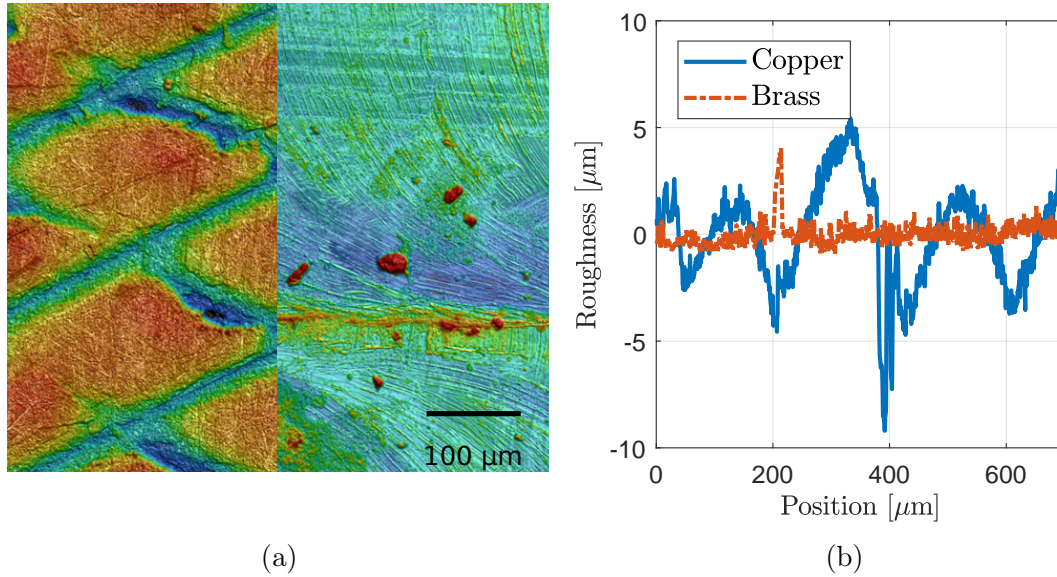 100 μm
(a)
10
5
0
-5
-10
Roughness [μm]
Copper
Brass
0
200
400
600
Position [μm]
(b)